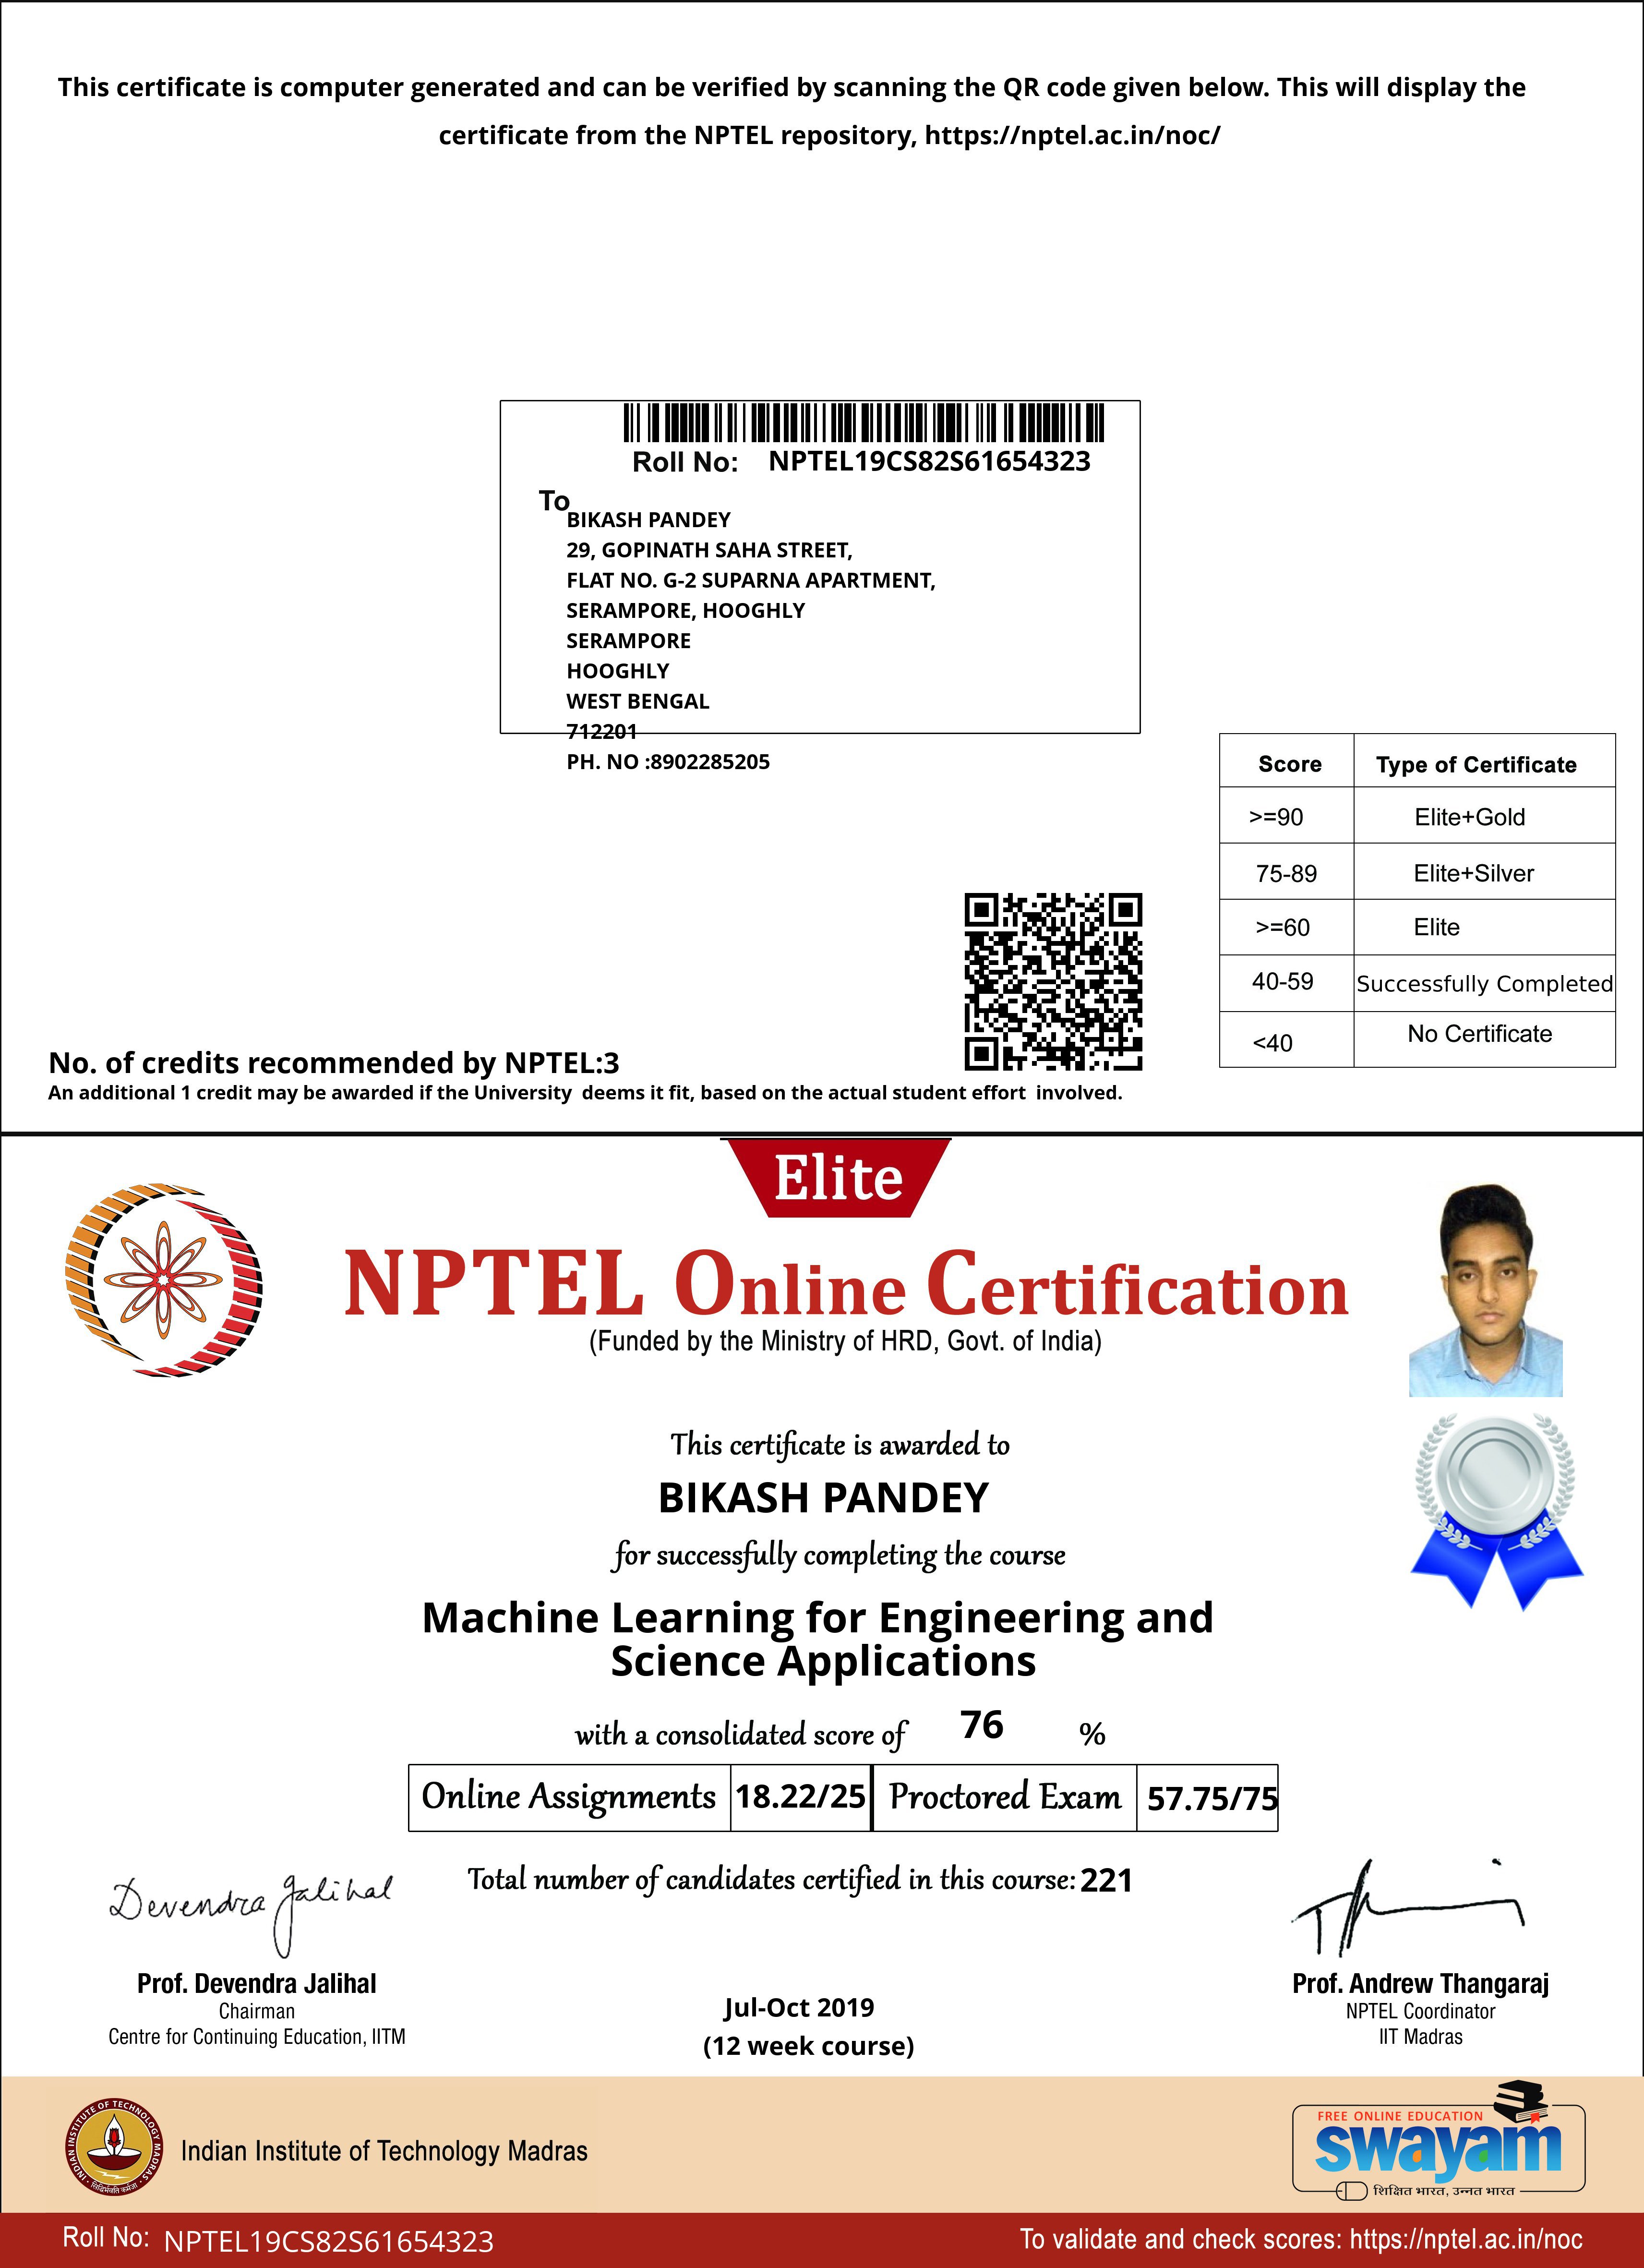 This certificate is computer generated and can be verified by scanning the QR code given below. This will display the
certificate from the NPTEL repository, https://nptel.ac.in/noc/
Roll No: NPTEL19CS82S61654323
To
BIKASH PANDEY
29, GOPINATH SAHA STREET,
FLAT NO. G-2 SUPARNA APARTMENT,
SERAMPORE, HOOGHLY
SERAMPORE
HOOGHLY
WEST BENGAL
712201
PH. NO :8902285205
Score Type of Certificate
>=90 Elite+Gold
75-89 Elite+Silver
>=60 Elite
40-59 Successfully Completed
<40 No Certificate
No. of credits recommended by NPTEL:3
An additional 1 credit may be awarded if the University deems it fit, based on the actual student effort involved.
Elite
NPTEL Online Certification
(Funded by the Ministry of HRD, Govt. of India)
This certificate is awarded to
BIKASH PANDEY
for successfully completing the course
Machine Learning for Engineering and
Science Applications
with a consolidated score of 76 %
Online Assignments 18.22/25 Proctored Exam 57.75/75
Total number of candidates certified in this course: 221
Devendra Jalihal
Prof. Devendra Jalihal
Chairman
Centre for Continuing Education, IITM
Jul-Oct 2019
(12 week course)
Prof. Andrew Thangaraj
NPTEL Coordinator
IIT Madras
INDIAN INSTITUTE OF TECHNOLOGY MADRAS
सिद्धिर्भवति कर्मजा
Indian Institute of Technology Madras
FREE ONLINE EDUCATION
swayam
शिक्षित भारत, उन्नत भारत
Roll No: NPTEL19CS82S61654323
To validate and check scores: https://nptel.ac.in/noc